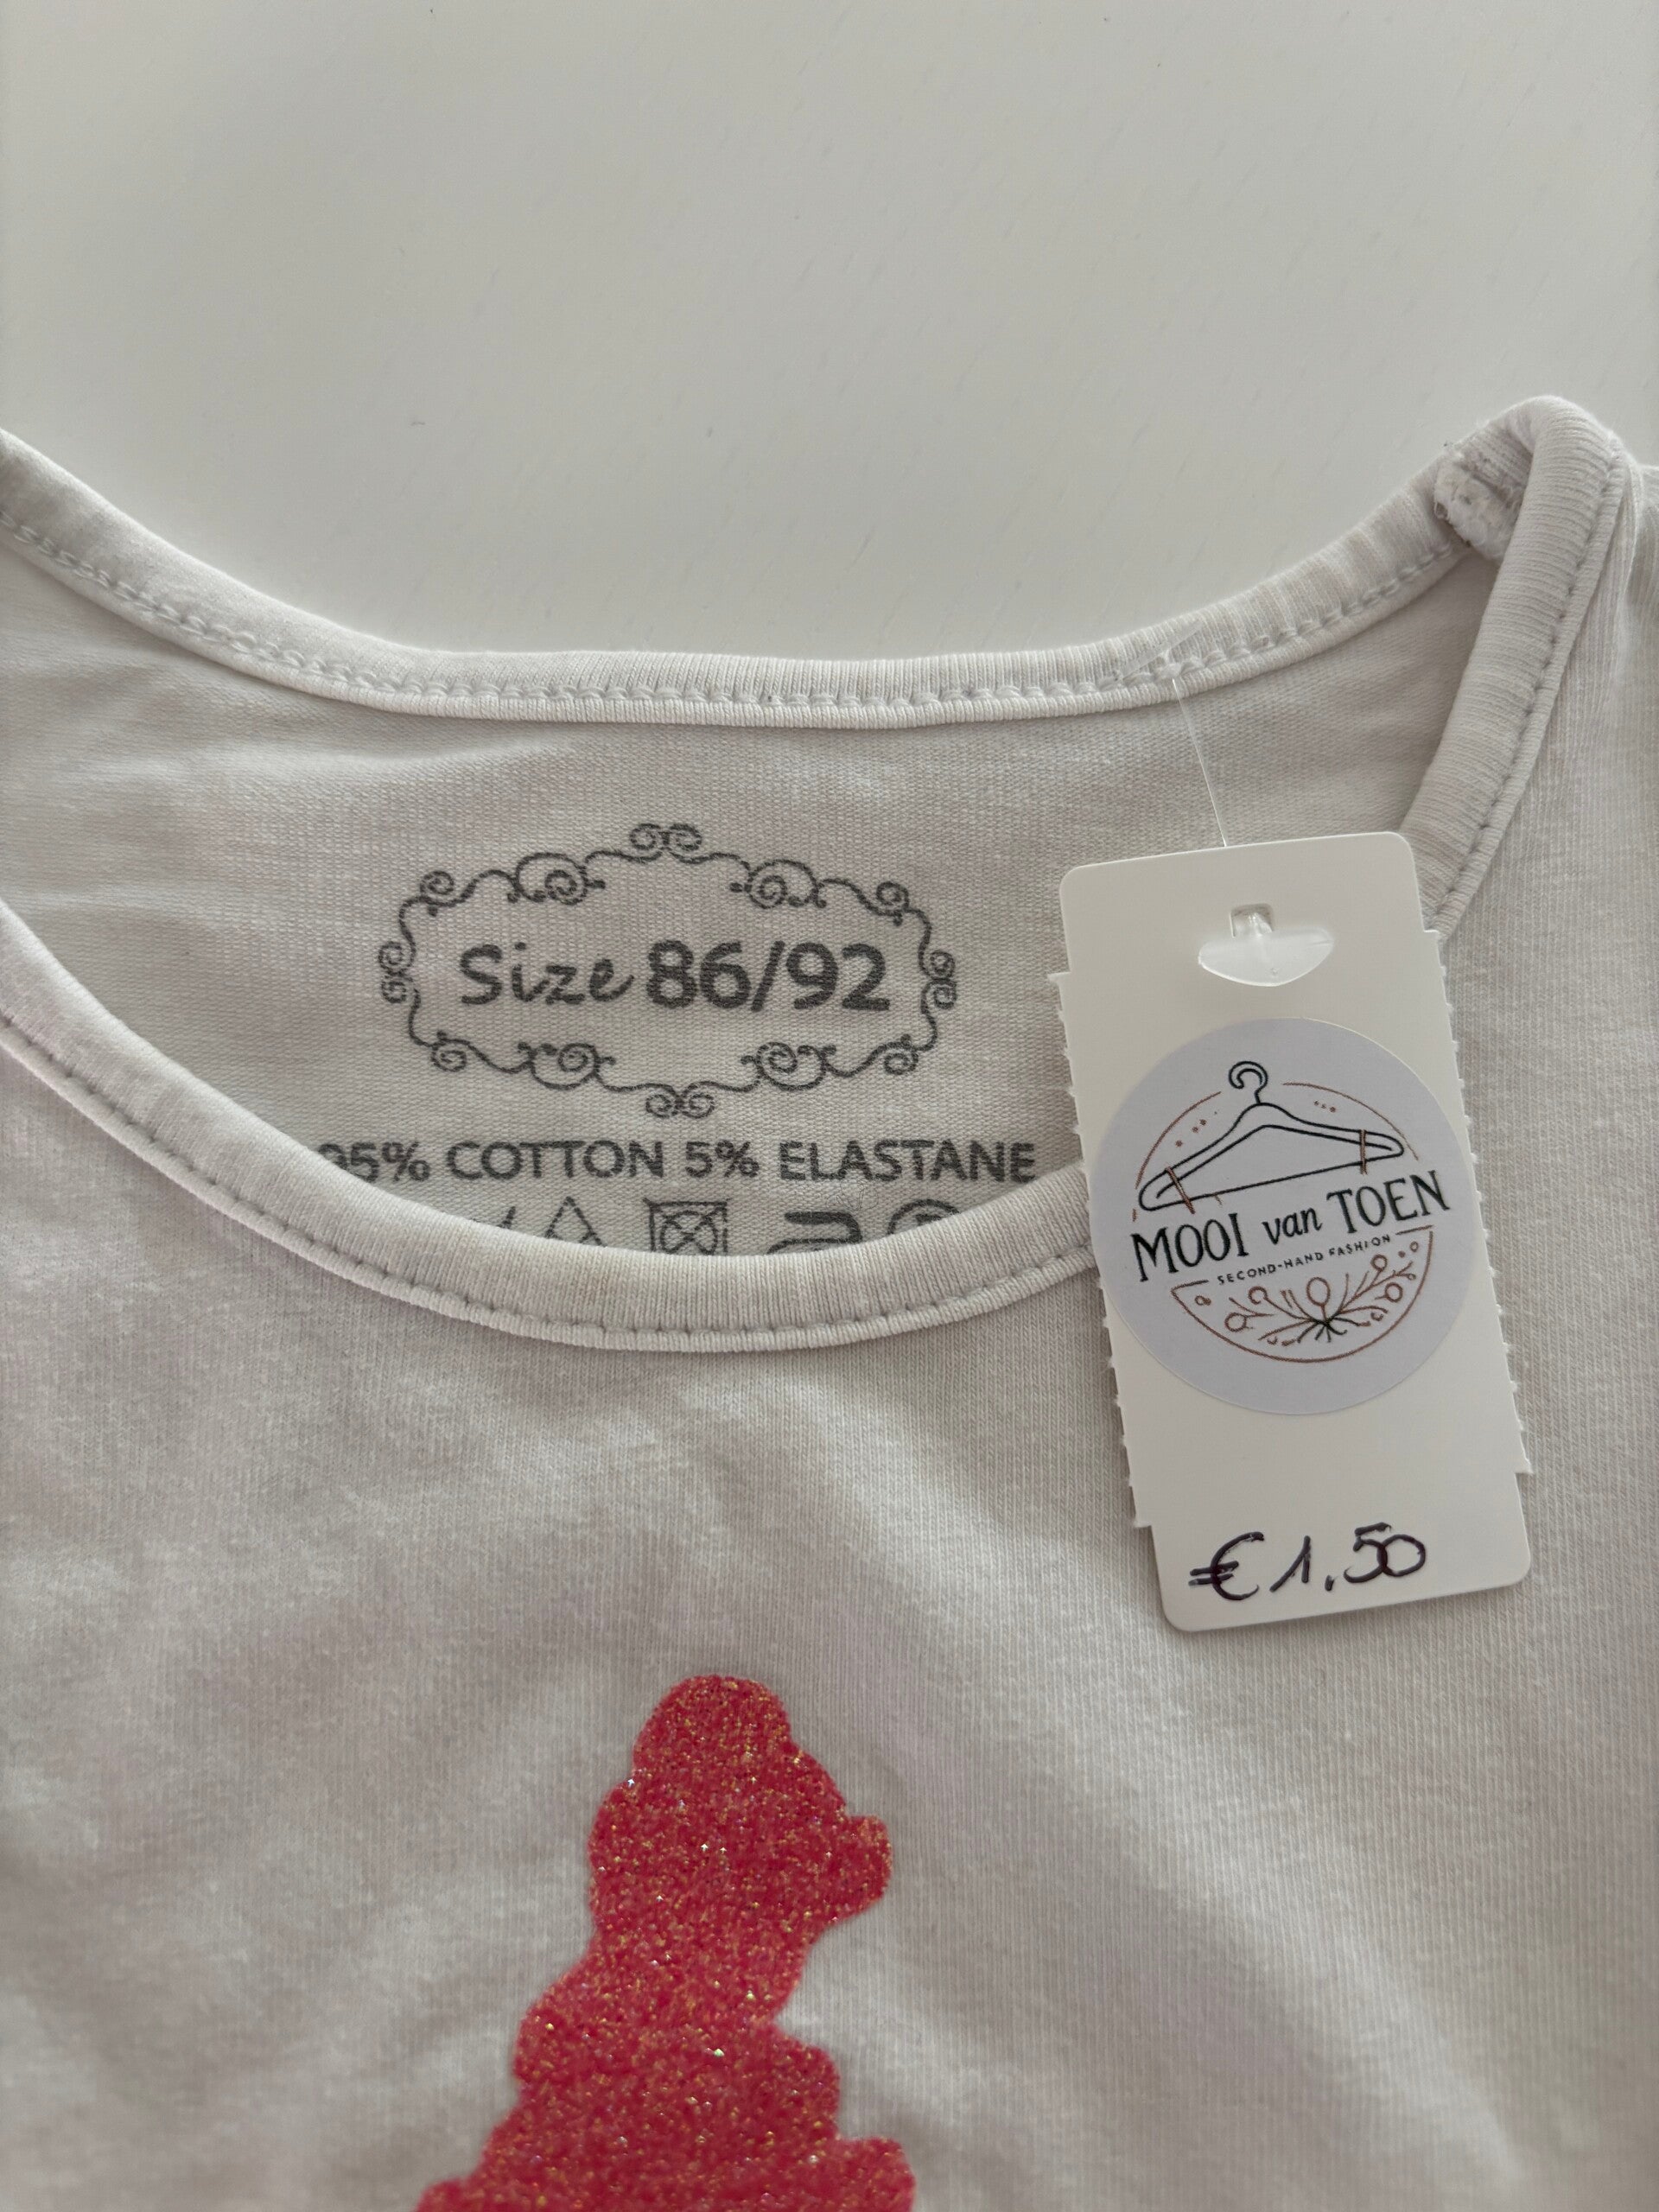 Size 86/92
95% COTTON 5% ELASTANE
MOOI van TOEN
SECOND-HAND FASHION
€1.50